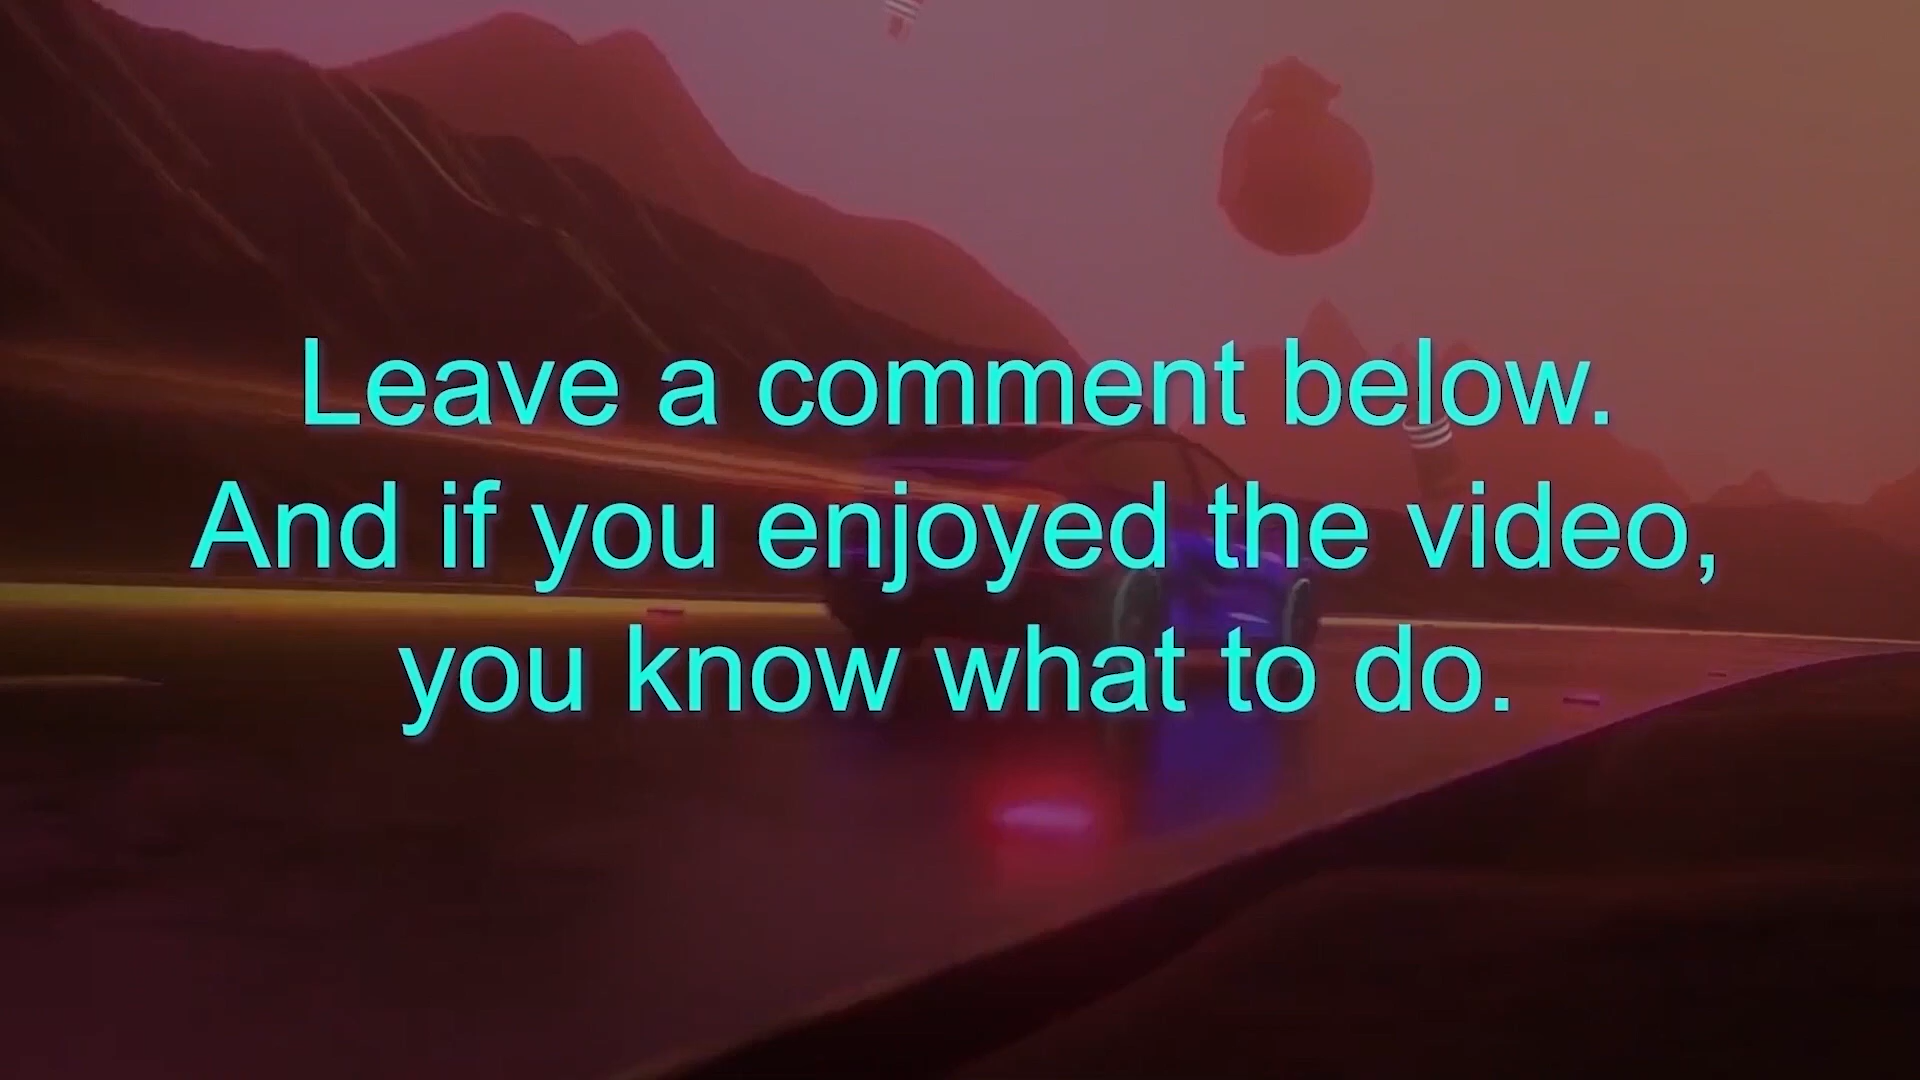 Leave a comment below.
And if you enjoyed the video,
you know what to do.